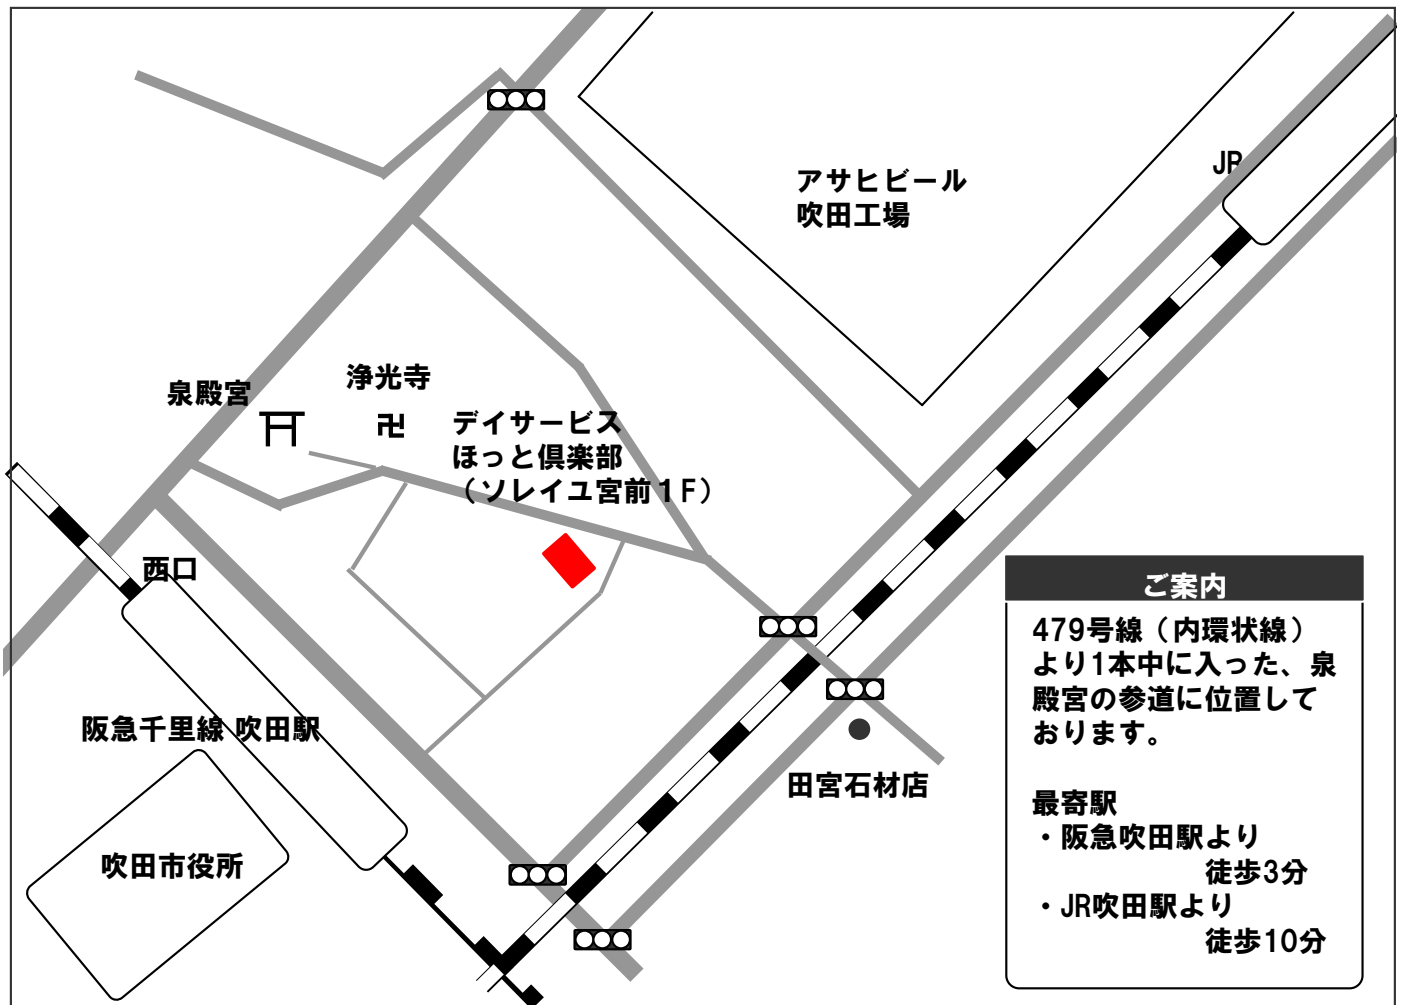 アサヒビール
吹田工場
JR
泉殿宮
浄光寺
卍
デイサービス
ほっと倶楽部
（ソレイユ宮前１F）
西口
阪急千里線 吹田駅
吹田市役所
田宮石材店
ご案内
479号線（内環状線）
より1本中に入った、泉
殿宮の参道に位置して
おります。
最寄駅
・阪急吹田駅より
徒歩3分
・JR吹田駅より
徒歩10分